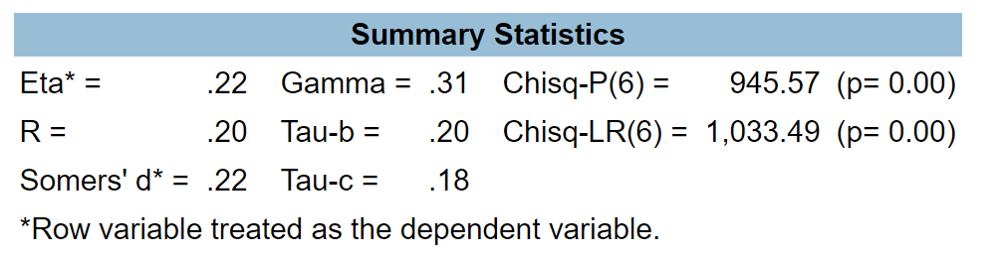 Summary Statistics
Eta* = .22 Gamma = .31 Chisq-P(6) = 945.57 (p= 0.00)
R = .20 Tau-b = .20 Chisq-LR(6) = 1,033.49 (p= 0.00)
Somers' d* = .22 Tau-c = .18
*Row variable treated as the dependent variable.